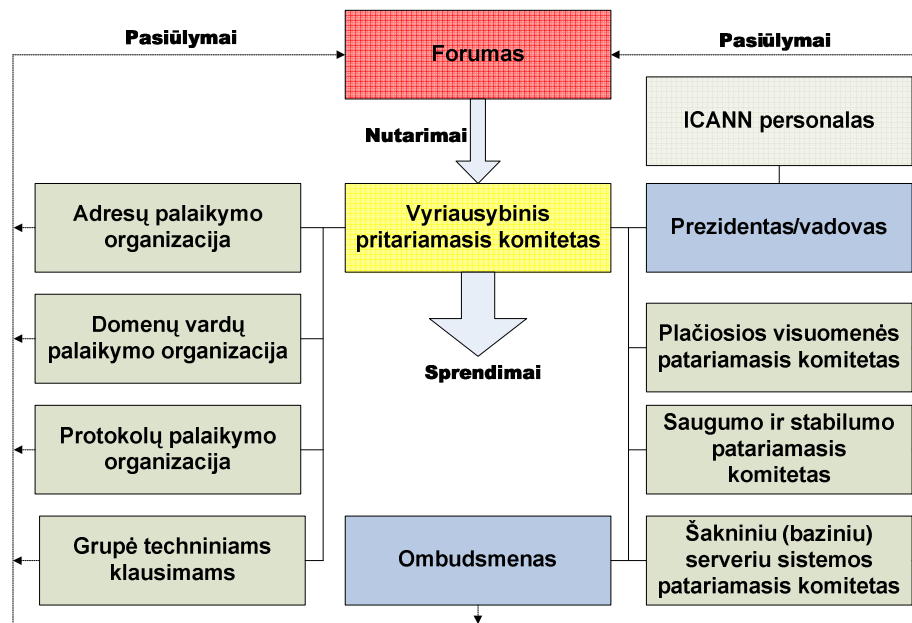 Pasiūlymai
Forumas
Pasiūlymai
ICANN personalas
Nutarimai
Adresų palaikymo
organizacija
Vyriausybinis
pritariamasis komitetas
Prezidentas/vadovas
Domenų vardų
palaikymo organizacija
Plačiosios visuomenės
patariamasis komitetas
Sprendimai
Protokolų palaikymo
organizacija
Saugumo ir stabilumo
patariamasis
komitetas
Grupė techniniams
klausimams
Ombudsmenas
Šakniniu (baziniu)
serveriu sistemos
patariamasis komitetas